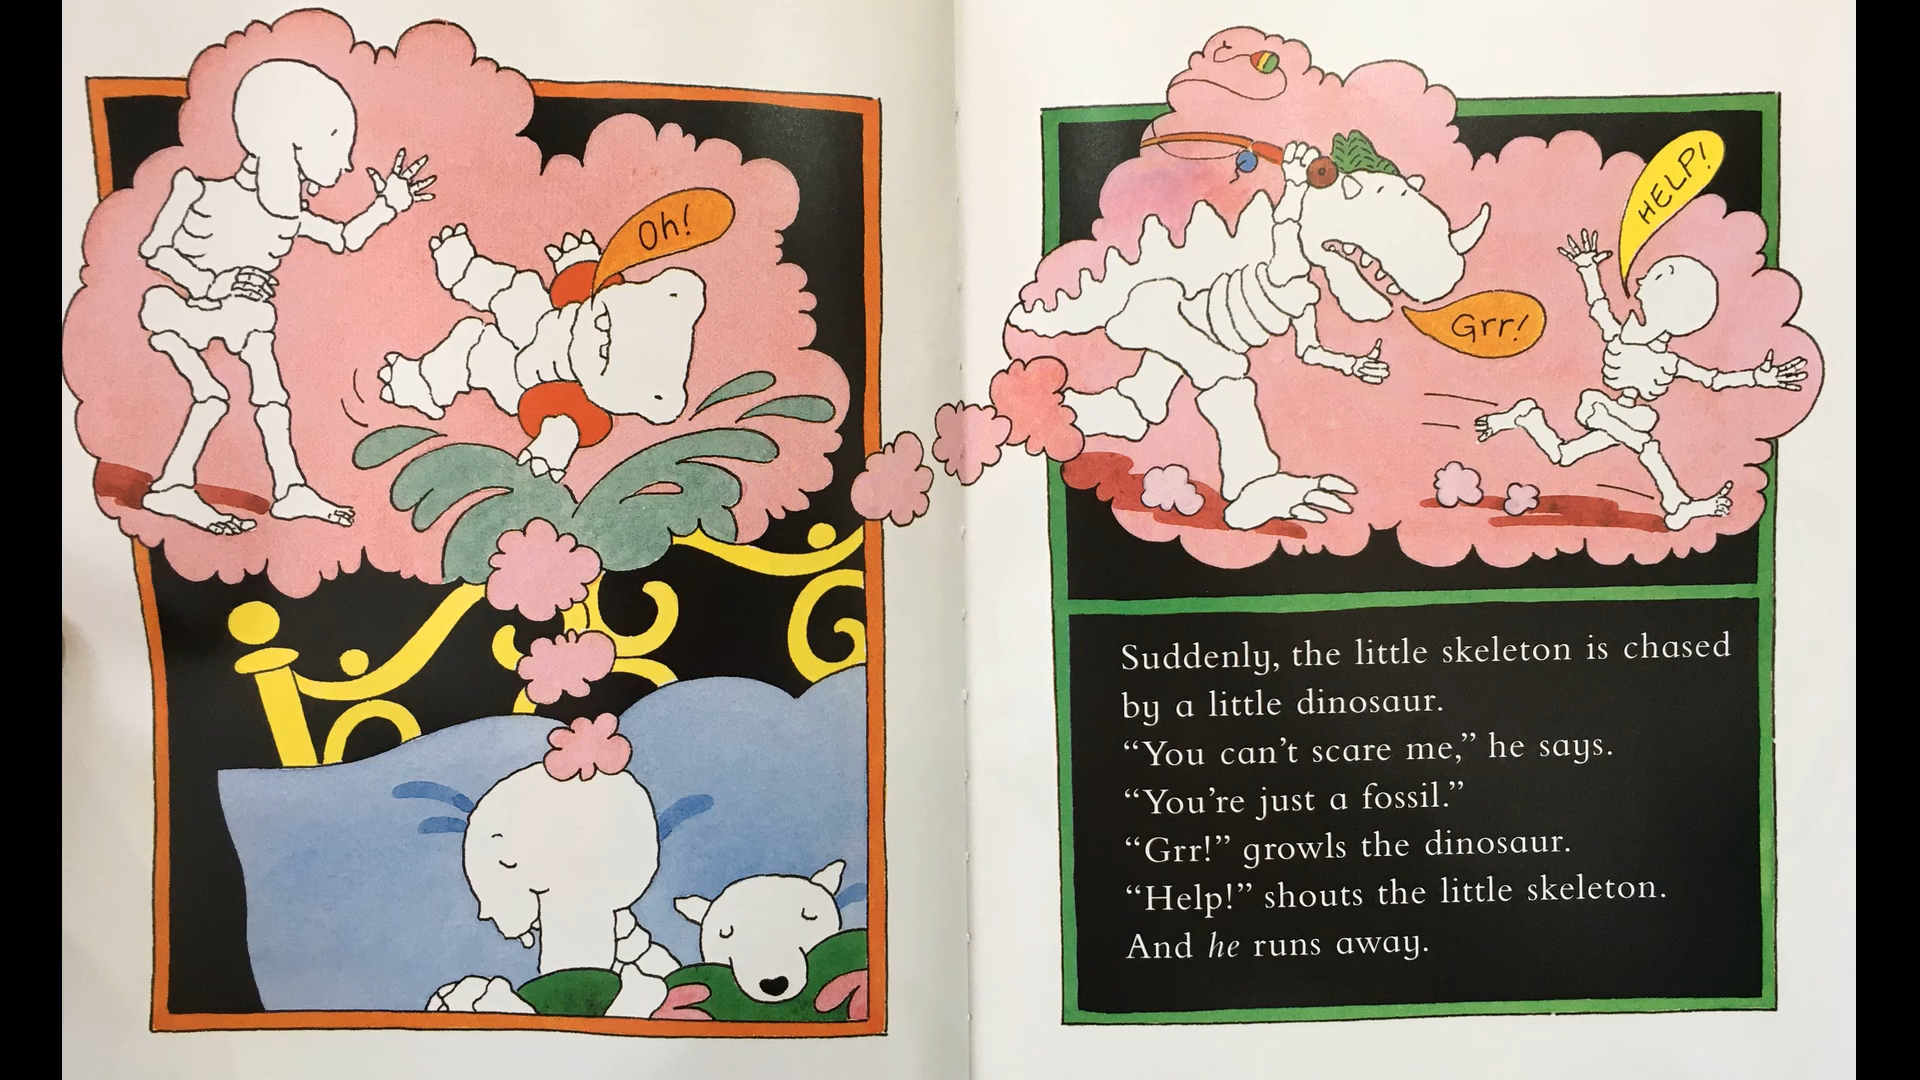 Oh!
HELP!
Grr!
Suddenly, the little skeleton is chased
by a little dinosaur.
“You can’t scare me,” he says.
“You’re just a fossil.”
“Grr!” growls the dinosaur.
“Help!” shouts the little skeleton.
And he runs away.